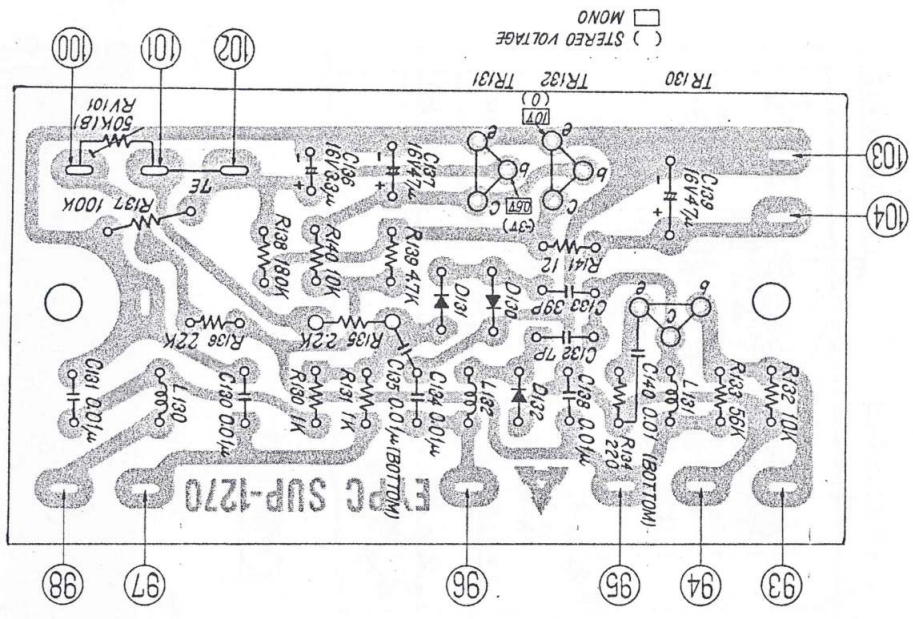 93
94
95
96
97
98
SUP-1270
R132 10K
R133 56K
L131
C140 0.01 (BOTTOM)
R134
220
C138 0.01μ
D132
L132
C134 0.01μ
C135 0.01μ (BOTTOM)
R131 1K
R130 1K
C130 0.01μ
L130
C131 0.01μ
b
c
e
C132 7P
C133 39P
D130
D131
R135 2.2K
R136 22K
R141 12
R139 4.7K
R140 10K
R138 180K
R137 100K
104
103
C139
16V47μ
(-3V)
0.6V
c
b
e
c
b
e
C137
16V47μ
C136
16V3.3μ
7E
10V
(0)
RV101
50K(B)
TR130
TR132
TR131
102
101
100
( ) STEREO VOLTAGE
MONO